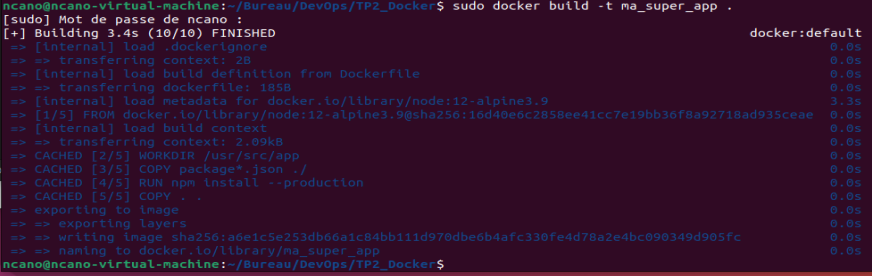 ncano@ncano-virtual-machine:~/Bureau/DevOps/TP2_Docker$ sudo docker build -t ma_super_app .
[sudo] Mot de passe de ncano :
[+] Building 3.4s (10/10) FINISHED docker:default
=> [internal] load .dockerignore 0.0s
=> => transferring context: 2B 0.0s
=> [internal] load build definition from Dockerfile 0.0s
=> => transferring dockerfile: 185B 0.0s
=> [internal] load metadata for docker.io/library/node:12-alpine3.9 3.3s
=> [1/5] FROM docker.io/library/node:12-alpine3.9@sha256:16d40e6c2858ee41cc7e19bb36f8a92718ad935ceae 0.0s
=> [internal] load build context 0.0s
=> => transferring context: 2.09kB 0.0s
=> CACHED [2/5] WORKDIR /usr/src/app 0.0s
=> CACHED [3/5] COPY package*.json ./ 0.0s
=> CACHED [4/5] RUN npm install --production 0.0s
=> CACHED [5/5] COPY . . 0.0s
=> exporting to image 0.0s
=> => exporting layers 0.0s
=> => writing image sha256:a6e1c5e253db66a1c84bb111d970dbe6b4afc330fe4d78a2e4bc090349d905fc 0.0s
=> => naming to docker.io/library/ma_super_app 0.0s
ncano@ncano-virtual-machine:~/Bureau/DevOps/TP2_Docker$